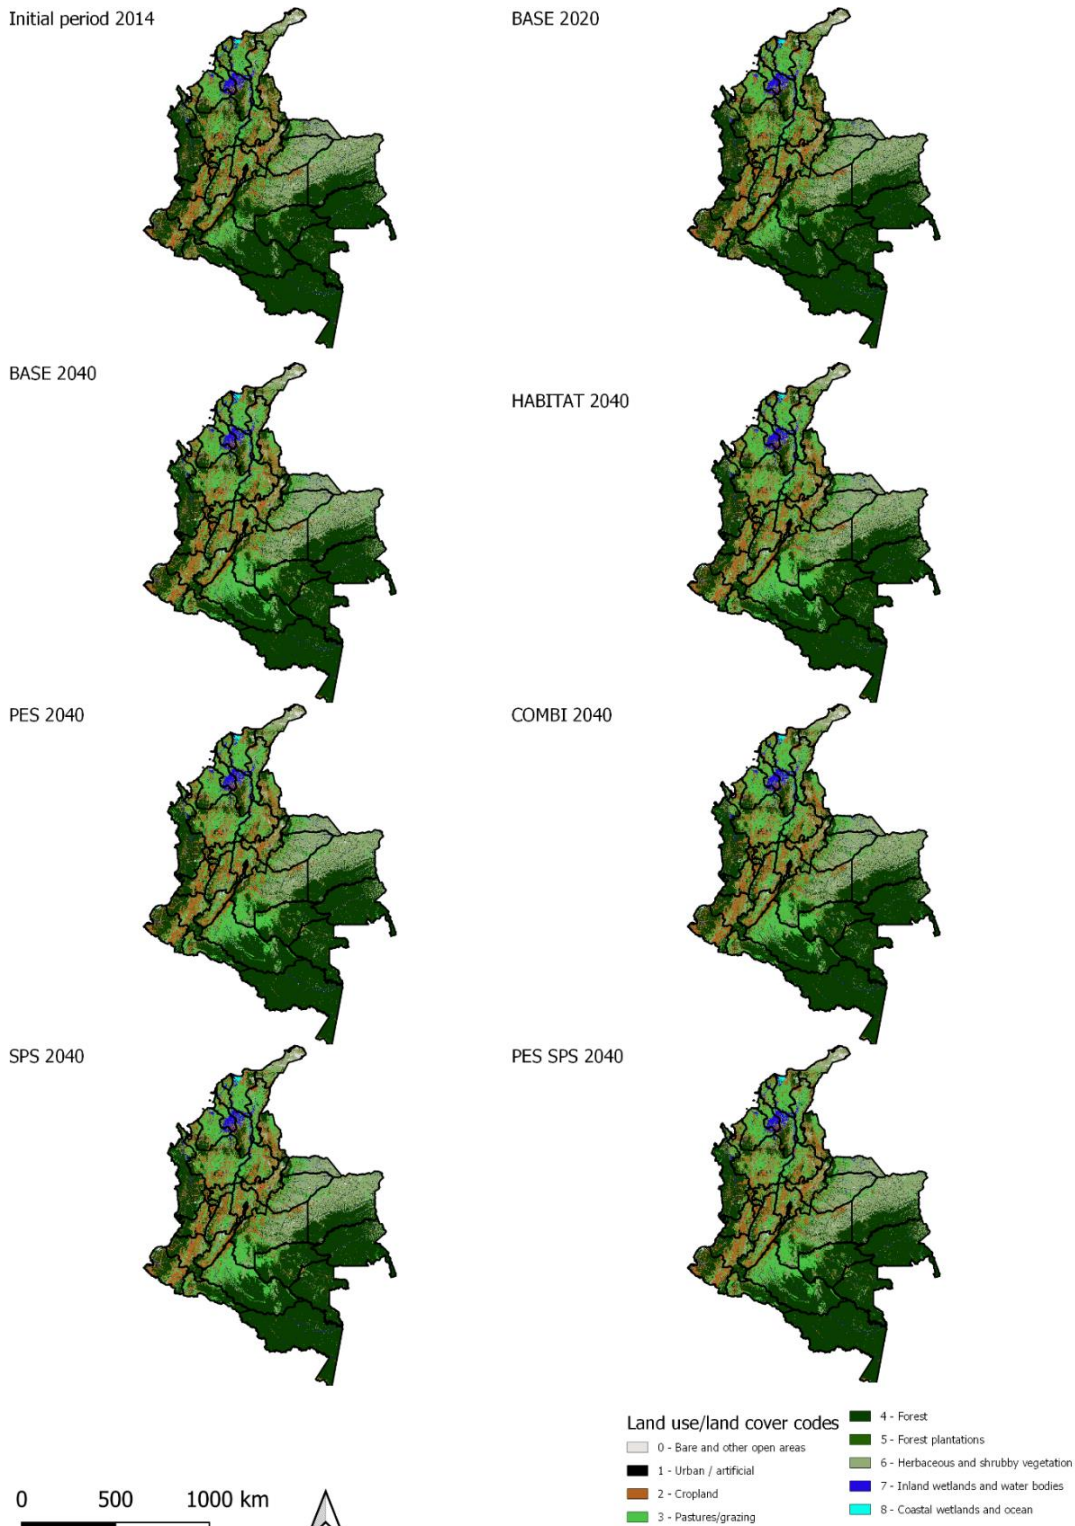 Initial period 2014
BASE 2020
BASE 2040
HABITAT 2040
PES 2040
COMBI 2040
SPS 2040
PES SPS 2040
Land use/land cover codes
0 - Bare and other open areas
1 - Urban / artificial
2 - Cropland
3 - Pastures/grazing
4 - Forest
5 - Forest plantations
6 - Herbaceous and shrubby vegetation
7 - Inland wetlands and water bodies
8 - Coastal wetlands and ocean
0 500 1000 km